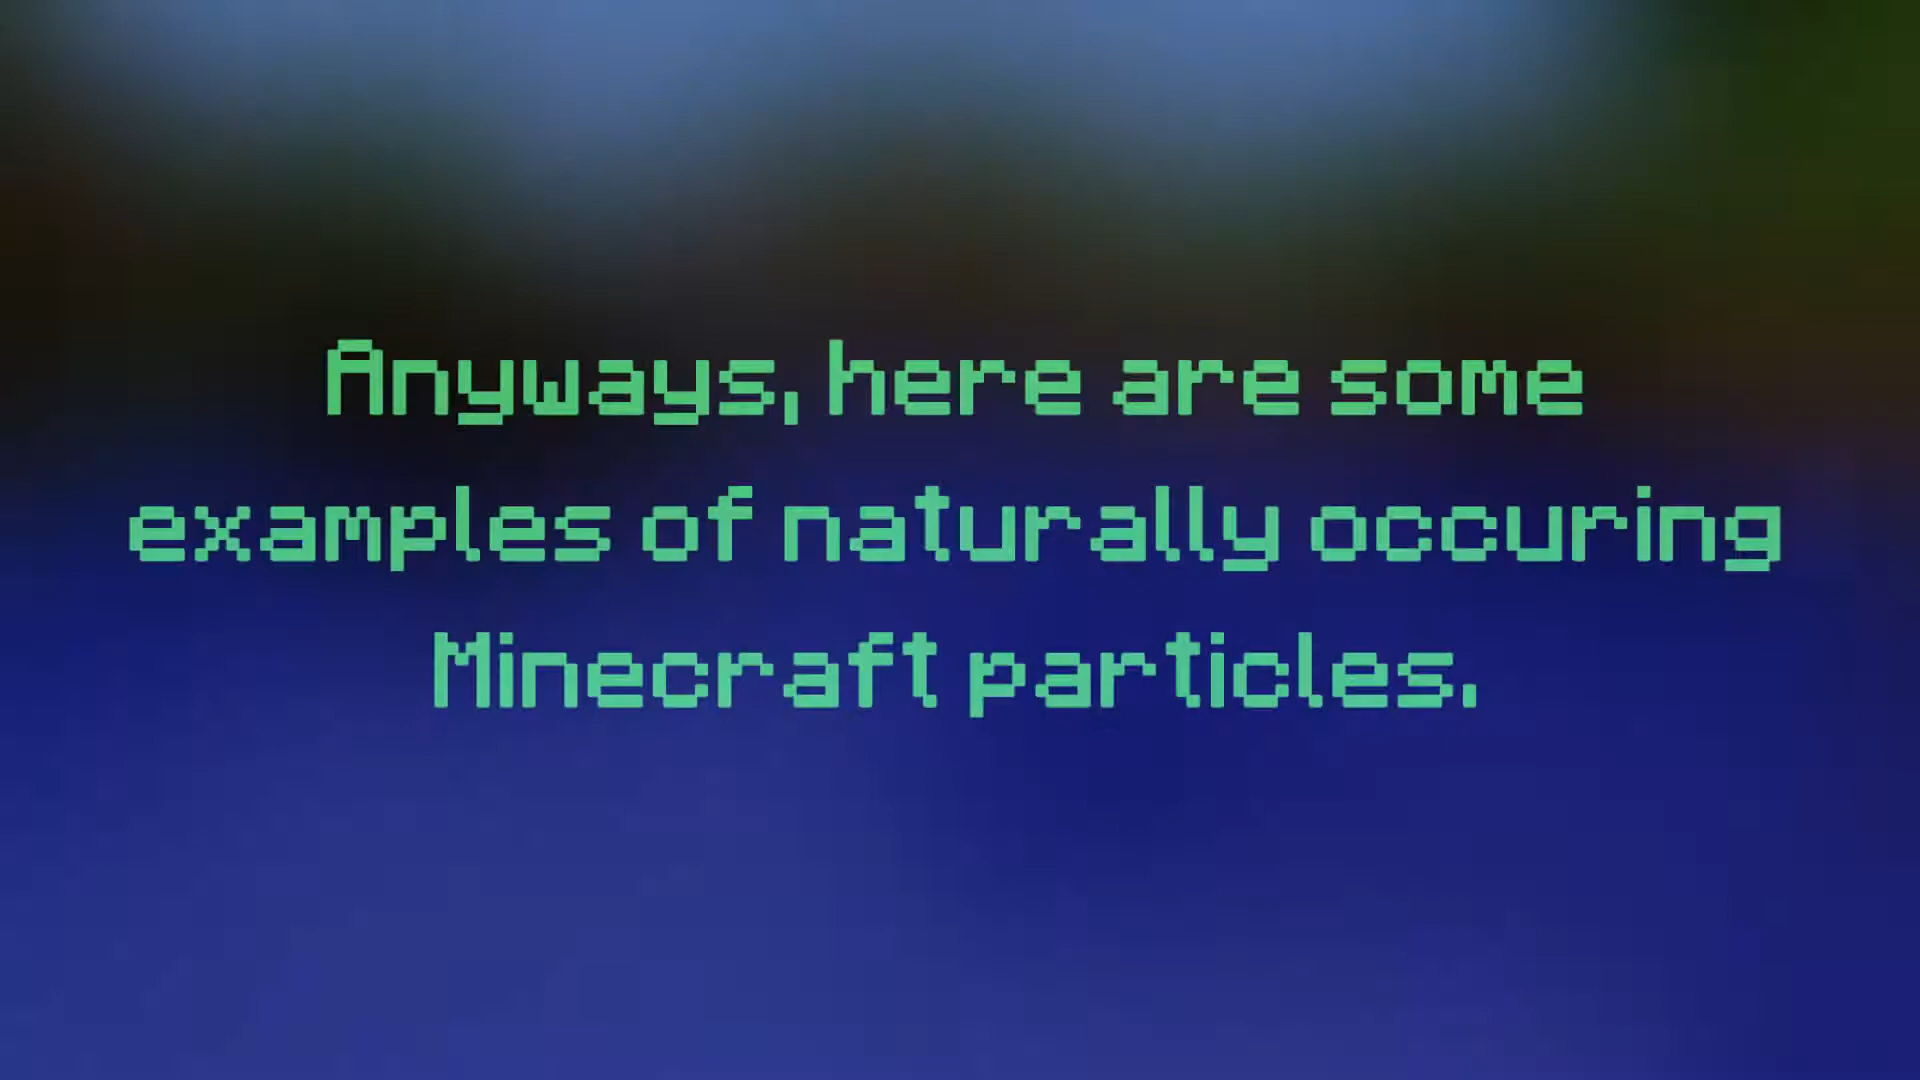 Anyways, here are some
examples of naturally occuring
Minecraft particles.